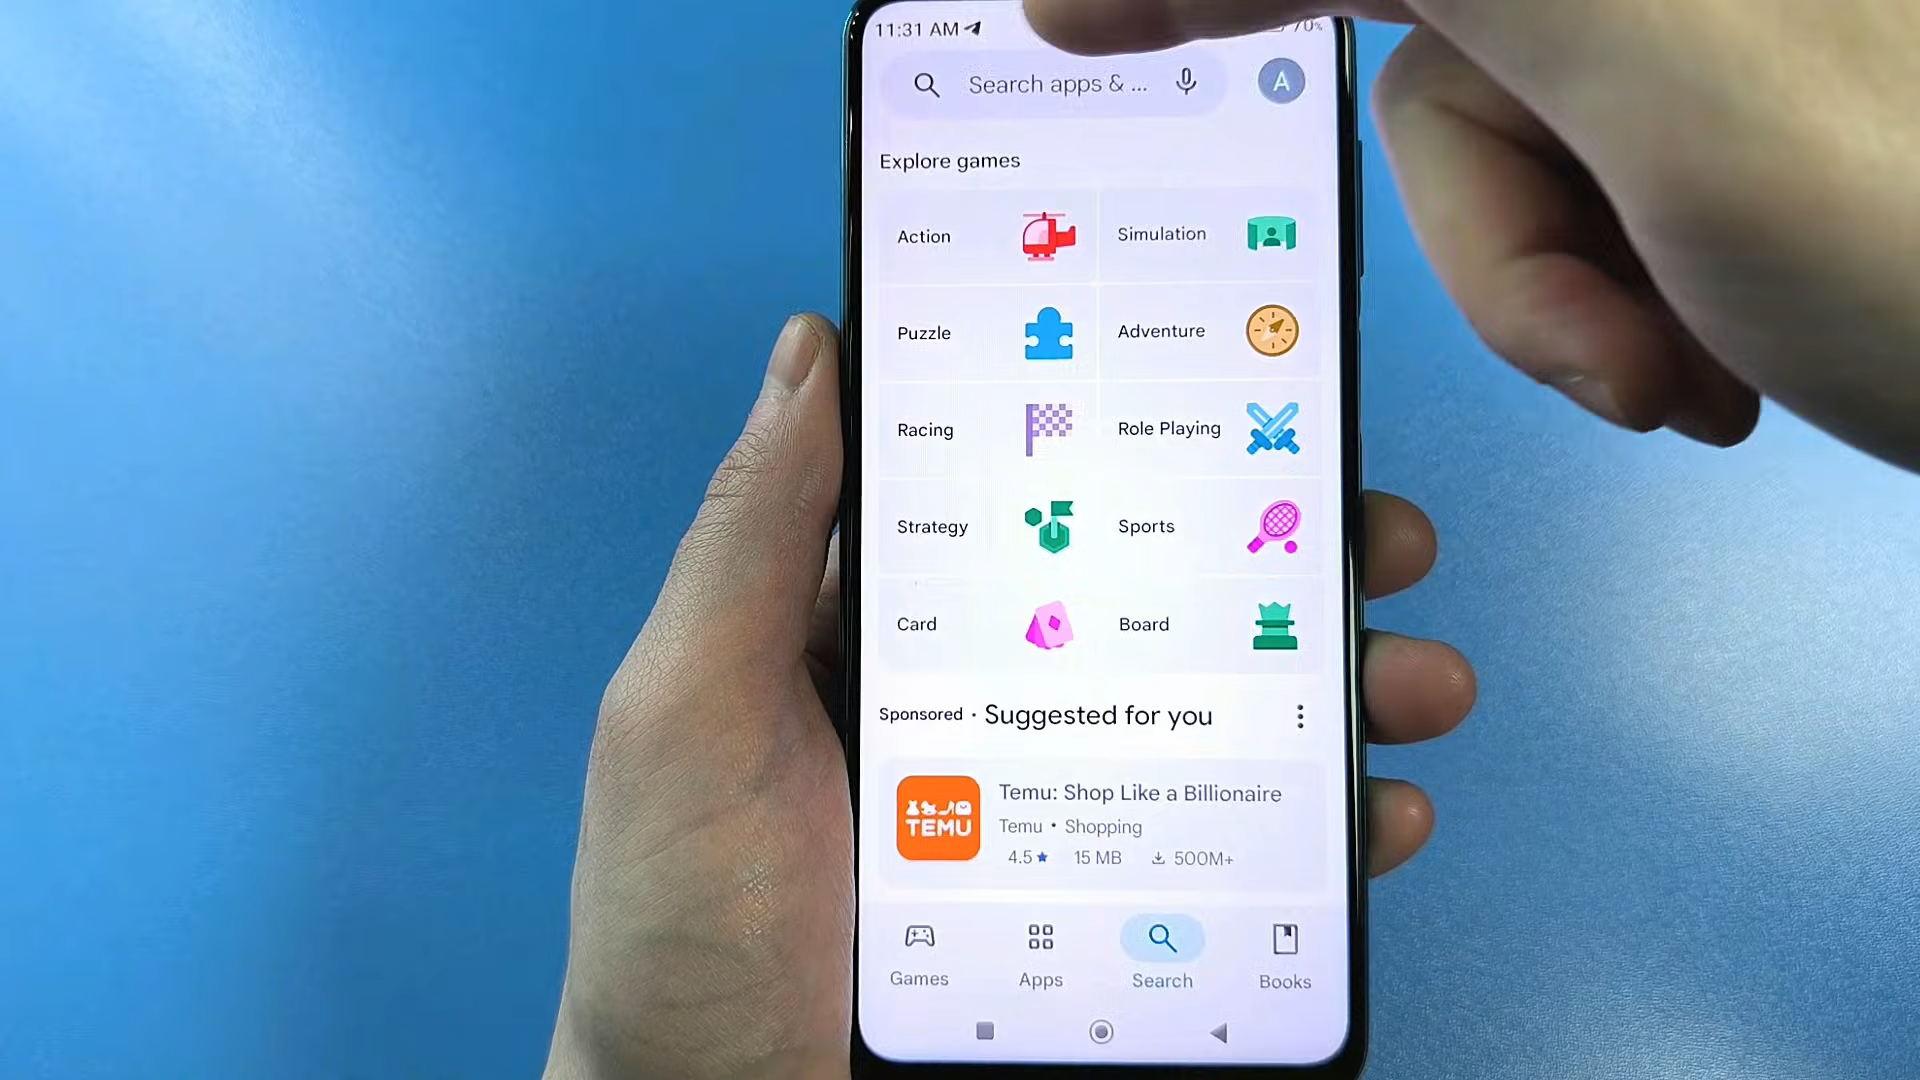 11:31 AM
70%
Search apps & ...
A
Explore games
Action
Simulation
Puzzle
Adventure
Racing
Role Playing
Strategy
Sports
Card
Board
Sponsored • Suggested for you
TEMU
Temu: Shop Like a Billionaire
Temu • Shopping
4.5★ 15 MB 500M+
Games
Apps
Search
Books